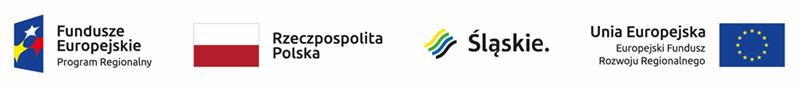 Fundusze
Europejskie
Program Regionalny
Rzeczpospolita
Polska
Śląskie.
Unia Europejska
Europejski Fundusz
Rozwoju Regionalnego